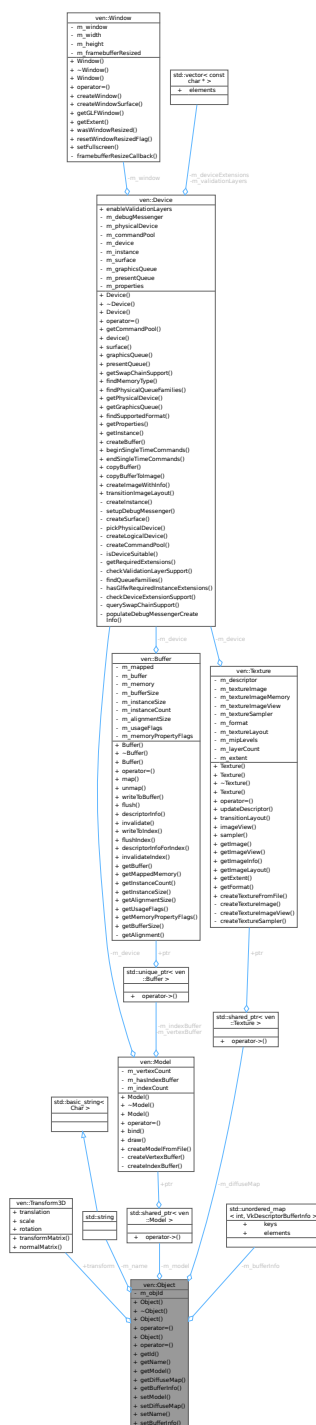 ven::Window
- m_window
- m_width
- m_height
- m_framebufferResized
+ Window()
+ ~Window()
+ Window()
+ operator=()
+ createWindow()
+ createWindowSurface()
+ getGLFWindow()
+ getExtent()
+ wasWindowResized()
+ resetWindowResizedFlag()
+ setFullscreen()
- framebufferResizeCallback()
std::vector< const
char * >
+ elements
-m_window
-m_deviceExtensions
-m_validationLayers
ven::Device
+ enableValidationLayers
- m_debugMessenger
- m_physicalDevice
- m_commandPool
- m_device
- m_instance
- m_surface
- m_graphicsQueue
- m_presentQueue
- m_properties
+ Device()
+ ~Device()
+ Device()
+ operator=()
+ getCommandPool()
+ device()
+ surface()
+ graphicsQueue()
+ presentQueue()
+ getSwapChainSupport()
+ findMemoryType()
+ findPhysicalQueueFamilies()
+ getPhysicalDevice()
+ getGraphicsQueue()
+ findSupportedFormat()
+ getProperties()
+ getInstance()
+ createBuffer()
+ beginSingleTimeCommands()
+ endSingleTimeCommands()
+ copyBuffer()
+ copyBufferToImage()
+ createImageWithInfo()
+ transitionImageLayout()
- createInstance()
- setupDebugMessenger()
- createSurface()
- pickPhysicalDevice()
- createLogicalDevice()
- createCommandPool()
- isDeviceSuitable()
- getRequiredExtensions()
- checkValidationLayerSupport()
- findQueueFamilies()
- hasGlfwRequiredInstanceExtensions()
- checkDeviceExtensionSupport()
- querySwapChainSupport()
- populateDebugMessengerCreate
Info()
-m_device
-m_device
ven::Buffer
- m_mapped
- m_buffer
- m_memory
- m_bufferSize
- m_instanceSize
- m_instanceCount
- m_alignmentSize
- m_usageFlags
- m_memoryPropertyFlags
+ Buffer()
+ ~Buffer()
+ Buffer()
+ operator=()
+ map()
+ unmap()
+ writeToBuffer()
+ flush()
+ descriptorInfo()
+ invalidate()
+ writeToIndex()
+ flushIndex()
+ descriptorInfoForIndex()
+ invalidateIndex()
+ getBuffer()
+ getMappedMemory()
+ getInstanceCount()
+ getInstanceSize()
+ getAlignmentSize()
+ getUsageFlags()
+ getMemoryPropertyFlags()
+ getBufferSize()
- getAlignment()
ven::Texture
- m_descriptor
- m_textureImage
- m_textureImageMemory
- m_textureImageView
- m_textureSampler
- m_format
- m_textureLayout
- m_mipLevels
- m_layerCount
- m_extent
+ Texture()
+ Texture()
+ ~Texture()
+ Texture()
+ operator=()
+ updateDescriptor()
+ transitionLayout()
+ imageView()
+ sampler()
+ getImage()
+ getImageView()
+ getImageInfo()
+ getImageLayout()
+ getExtent()
+ getFormat()
- createTextureFromFile()
- createTextureImage()
- createTextureImageView()
- createTextureSampler()
-m_device
+ptr
+ptr
std::unique_ptr< ven
::Buffer >
+ operator->()
std::shared_ptr< ven
::Texture >
+ operator->()
-m_indexBuffer
-m_vertexBuffer
ven::Model
- m_vertexCount
- m_hasIndexBuffer
- m_indexCount
+ Model()
+ ~Model()
+ Model()
+ operator=()
+ bind()
+ draw()
+ createModelFromFile()
- createVertexBuffer()
- createIndexBuffer()
std::basic_string<
Char >
+ptr
-m_diffuseMap
ven::Transform3D
+ translation
+ scale
+ rotation
+ transformMatrix()
+ normalMatrix()
std::string
std::shared_ptr< ven
::Model >
+ operator->()
std::unordered_map
< int, VkDescriptorBufferInfo >
+ keys
+ elements
+transform
-m_name
-m_model
-m_bufferInfo
ven::Object
- m_objId
+ Object()
+ ~Object()
+ Object()
+ operator=()
+ Object()
+ operator=()
+ getId()
+ getName()
+ getModel()
+ getDiffuseMap()
+ getBufferInfo()
+ setModel()
+ setDiffuseMap()
+ setName()
+ setBufferInfo()